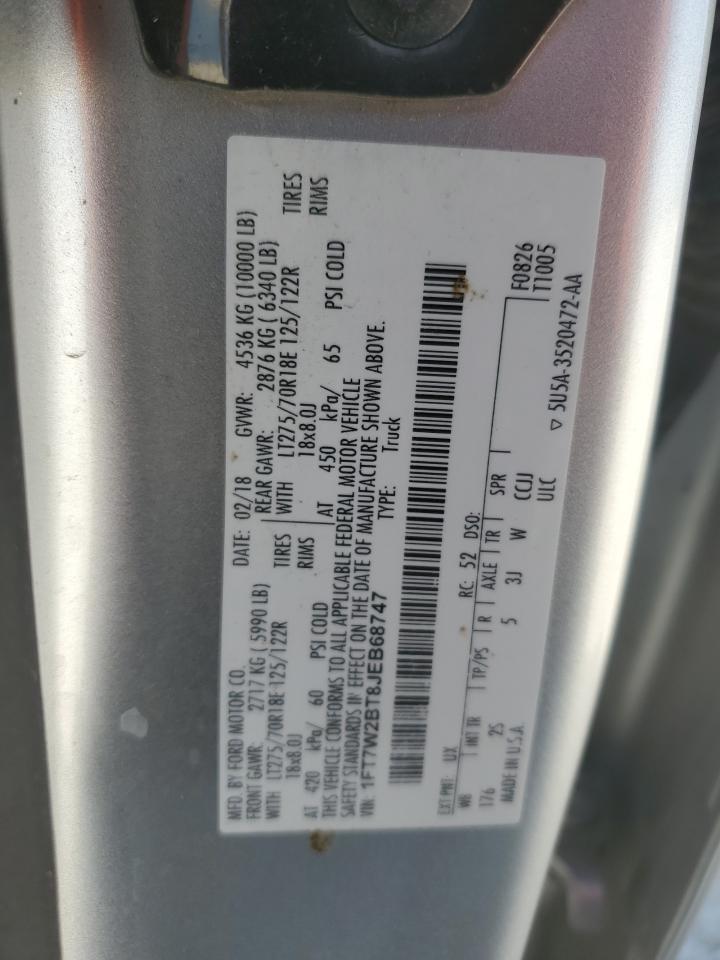 MFD. BY FORD MOTOR CO.
DATE: 02/18 GVWR: 4536 KG (10000 LB)
FRONT GAWR: 2717 KG ( 5990 LB) REAR GAWR: 2876 KG ( 6340 LB)
WITH LT275/70R18E 125/122R TIRES WITH LT275/70R18E 125/122R TIRES
18x8.0J RIMS 18x8.0J RIMS
AT 420 kPa/ 60 PSI COLD AT 450 kPa/ 65 PSI COLD
THIS VEHICLE CONFORMS TO ALL APPLICABLE FEDERAL MOTOR VEHICLE
SAFETY STANDARDS IN EFFECT ON THE DATE OF MANUFACTURE SHOWN ABOVE.
VIN: 1FT7W2BT8JEB68747 TYPE: Truck
EXT PNT: UX RC: 52 DSO:
WB INT TR TP/PS R AXLE TR SPR F0826
176 2S 5 3J W CCJJ T1005
MADE IN U.S.A. ULC ▽ 5U5A-3520472-AA